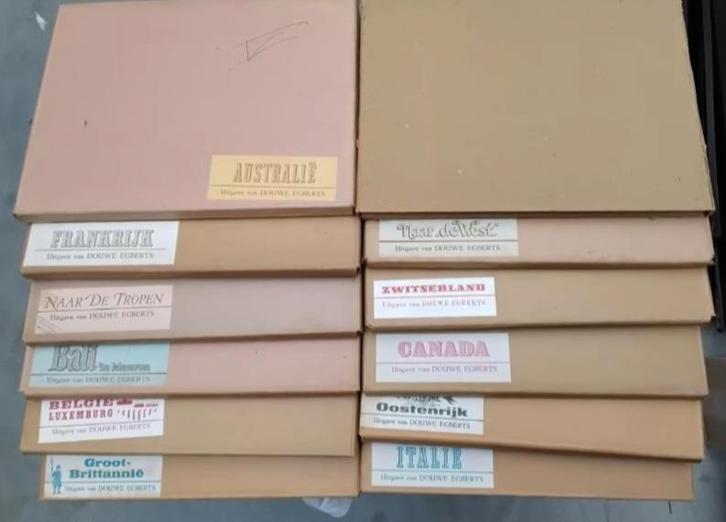 AUSTRALIË
Uitgave van DOUWE EGBERTS
FRANKRIJK
Uitgave van DOUWE EGBERTS
NAAR DE TROPEN
Uitgave van DOUWE EGBERTS
Bali
Uitgave van DOUWE EGBERTS
BELGIË
LUXEMBURG
Uitgave van DOUWE EGBERTS
Groot-
Brittannië
Uitgave van DOUWE EGBERTS
"Naar de West"
Uitgave van DOUWE EGBERTS
ZWITSERLAND
Uitgave van DOUWE EGBERTS
CANADA
Uitgave van DOUWE EGBERTS
Oostenrijk
Uitgave van DOUWE EGBERTS
ITALIË
Uitgave van DOUWE EGBERTS